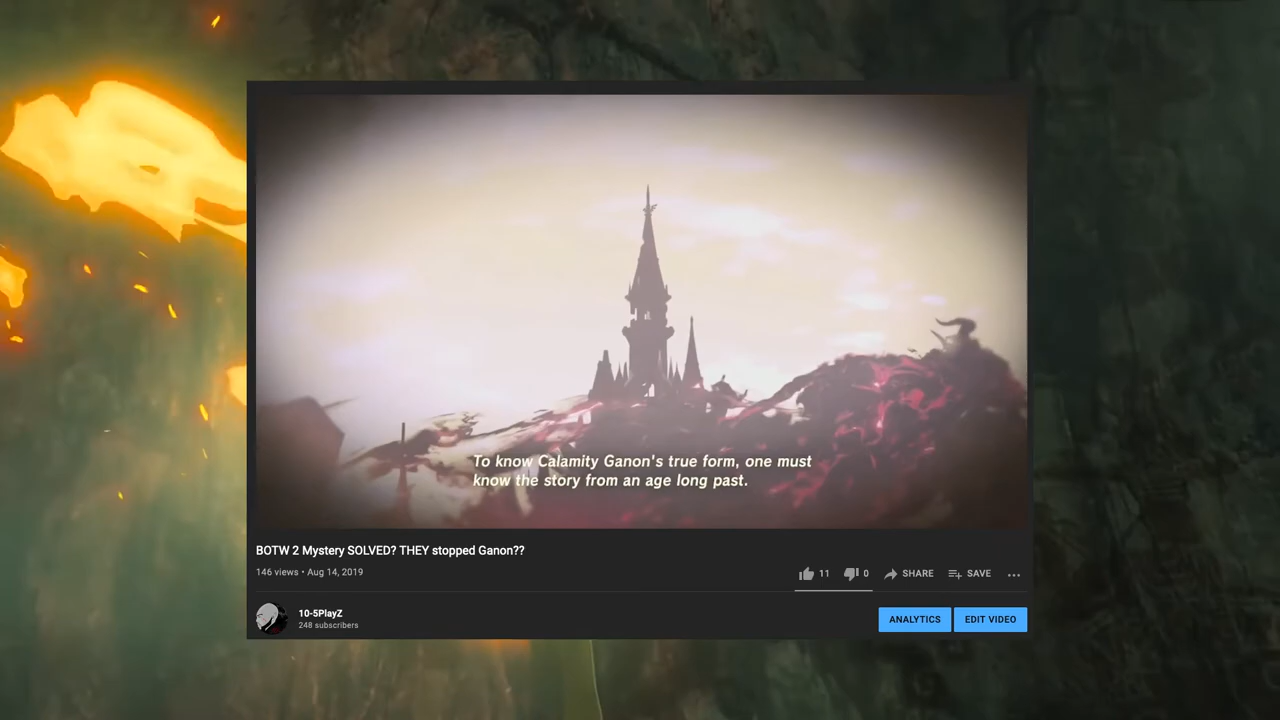 To know Calamity Ganon's true form, one must
know the story from an age long past.
BOTW 2 Mystery SOLVED? THEY stopped Ganon??
146 views • Aug 14, 2019
11 0 SHARE SAVE ...
10-5PlayZ
248 subscribers
ANALYTICS EDIT VIDEO